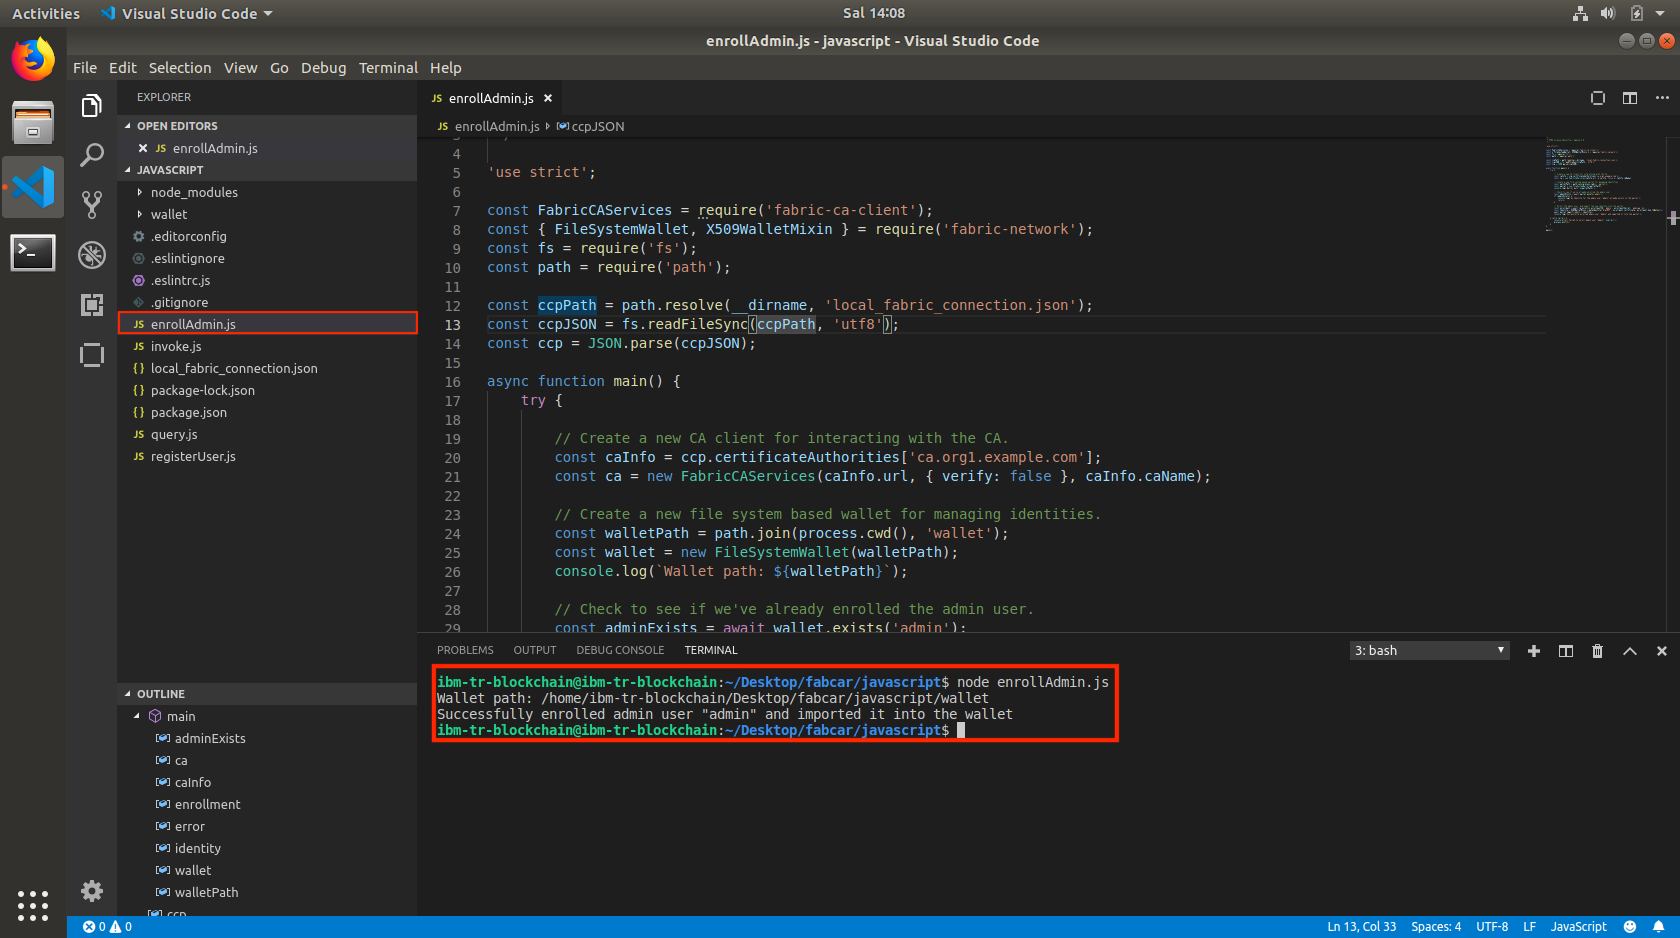 Activities
Visual Studio Code
Sal 14:08
enrollAdmin.js - javascript - Visual Studio Code
File Edit Selection View Go Debug Terminal Help
EXPLORER
OPEN EDITORS
JS enrollAdmin.js
JAVASCRIPT
node_modules
wallet
.editorconfig
.eslintignore
.eslintrc.js
.gitignore
JS enrollAdmin.js
JS invoke.js
{} local_fabric_connection.json
{} package-lock.json
{} package.json
JS query.js
JS registerUser.js
OUTLINE
main
adminExists
ca
caInfo
enrollment
error
identity
wallet
walletPath
ccp
JS enrollAdmin.js
JS enrollAdmin.js ccpJSON
4
5 'use strict';
6
7 const FabricCAServices = require('fabric-ca-client');
8 const { FileSystemWallet, X509WalletMixin } = require('fabric-network');
9 const fs = require('fs');
10 const path = require('path');
11
12 const ccpPath = path.resolve(__dirname, 'local_fabric_connection.json');
13 const ccpJSON = fs.readFileSync(ccpPath, 'utf8');
14 const ccp = JSON.parse(ccpJSON);
15
16 async function main() {
17 try {
18
19 // Create a new CA client for interacting with the CA.
20 const caInfo = ccp.certificateAuthorities['ca.org1.example.com'];
21 const ca = new FabricCAServices(caInfo.url, { verify: false }, caInfo.caName);
22
23 // Create a new file system based wallet for managing identities.
24 const walletPath = path.join(process.cwd(), 'wallet');
25 const wallet = new FileSystemWallet(walletPath);
26 console.log(`Wallet path: ${walletPath}`);
27
28 // Check to see if we've already enrolled the admin user.
29 const adminExists = await wallet.exists('admin');
PROBLEMS OUTPUT DEBUG CONSOLE TERMINAL
3: bash
ibm-tr-blockchain@ibm-tr-blockchain:~/Desktop/fabcar/javascript$ node enrollAdmin.js
Wallet path: /home/ibm-tr-blockchain/Desktop/fabcar/javascript/wallet
Successfully enrolled admin user "admin" and imported it into the wallet
ibm-tr-blockchain@ibm-tr-blockchain:~/Desktop/fabcar/javascript$
0 0
Ln 13, Col 33 Spaces: 4 UTF-8 LF JavaScript